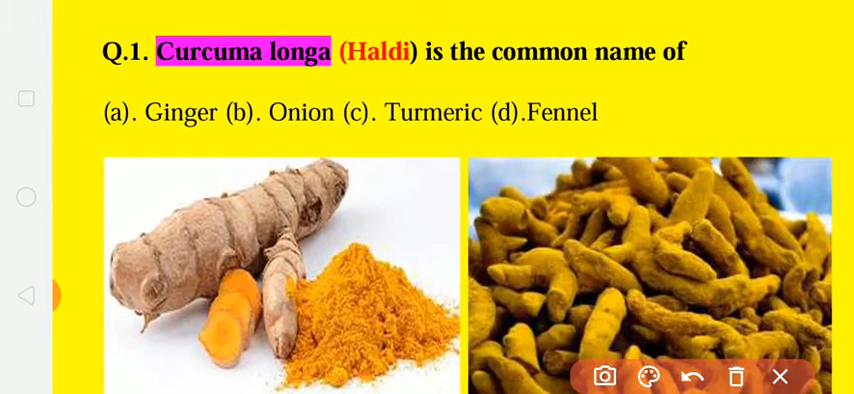 Q.1. Curcuma longa (Haldi) is the common name of
(a). Ginger (b). Onion (c). Turmeric (d).Fennel